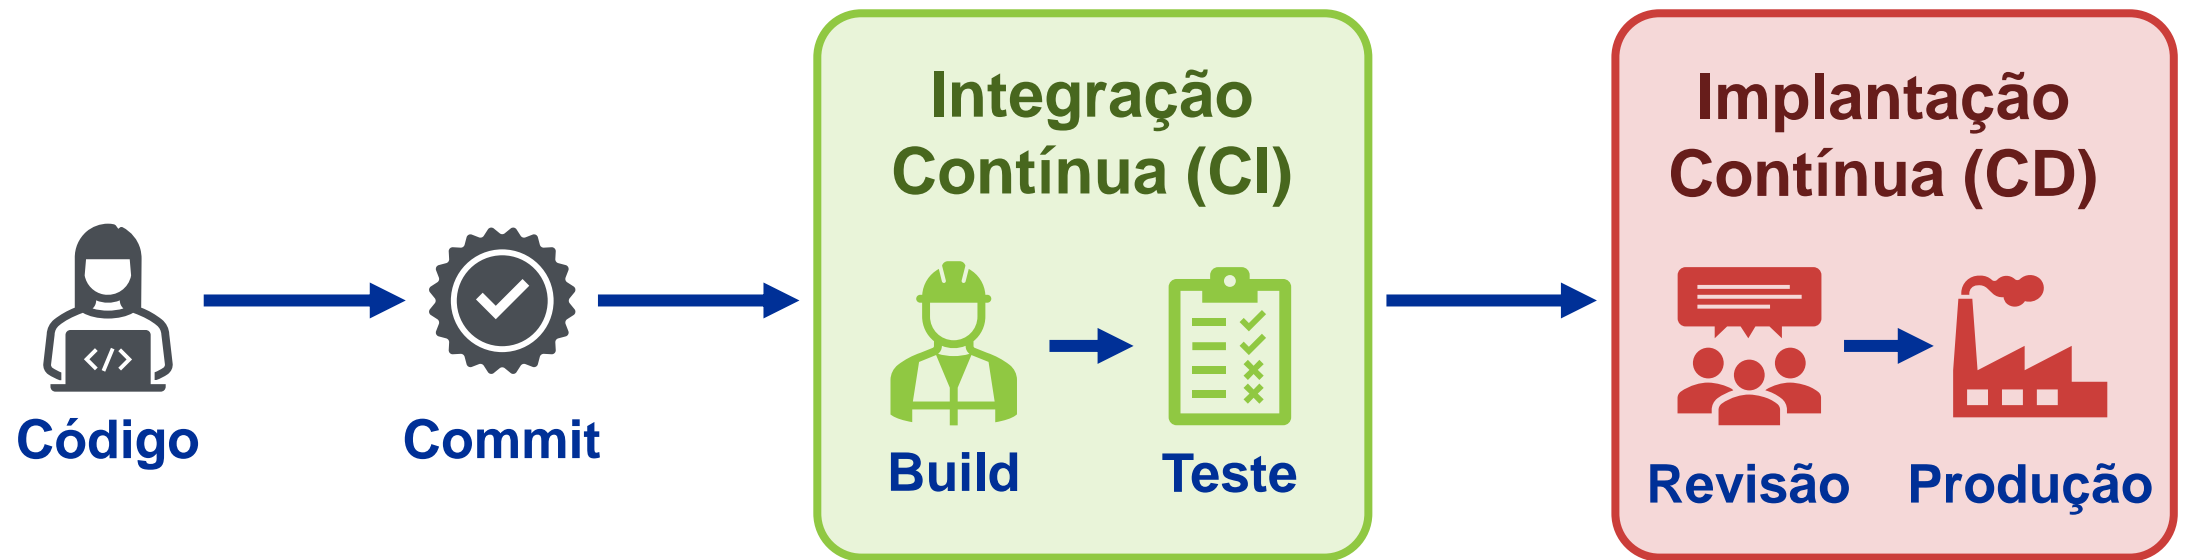 Integração
Contínua (CI)
Implantação
Contínua (CD)
</>
Código
Commit
Build
Teste
Revisão
Produção